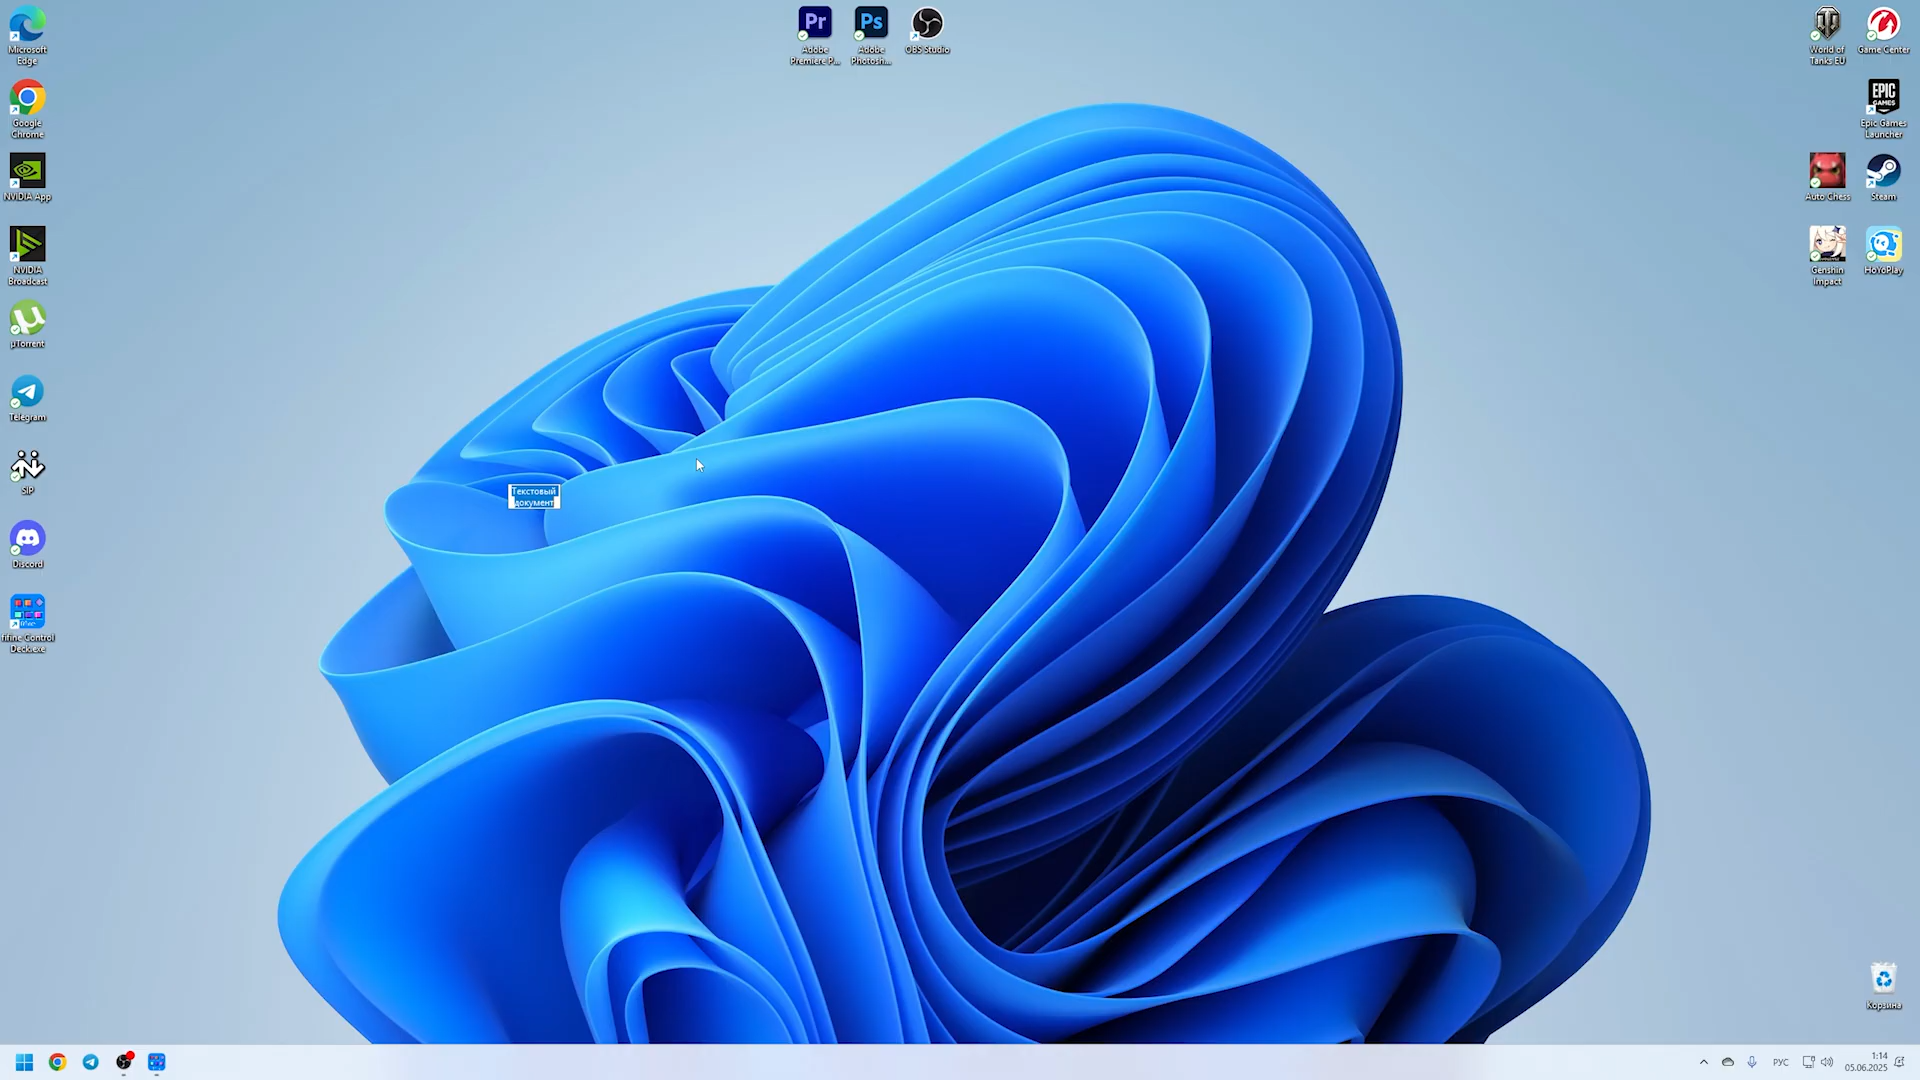 Microsoft
Edge
Google
Chrome
NVIDIA App
NVIDIA
Broadcast
µTorrent
Telegram
SIP
Discord
fifine Control
Deck.exe
Pr
Adobe
Premiere P...
Ps
Adobe
Photosh...
OBS Studio
World of
Tanks EU
Game Center
EPIC
GAMES
Epic Games
Launcher
Auto Chess
Steam
Genshin
Impact
HoYoPlay
Текстовый
документ
Корзина
РУС
1:14
05.06.2025